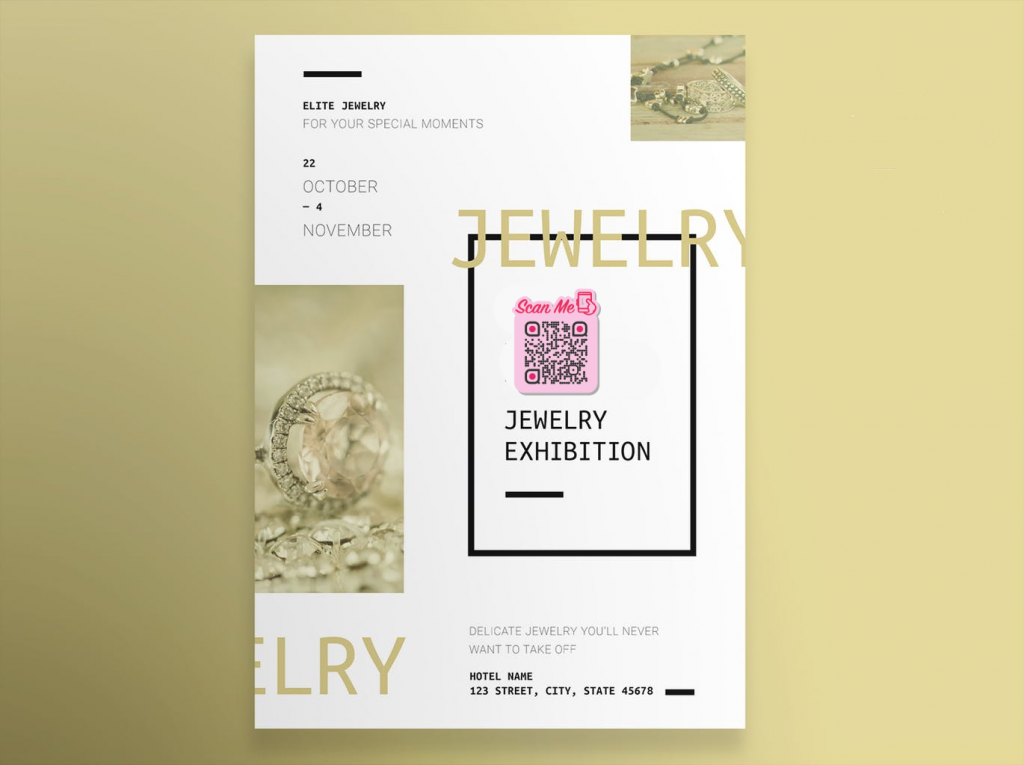 ELITE JEWELRY
FOR YOUR SPECIAL MOMENTS
22
OCTOBER
– 4
NOVEMBER
JEWELRY
Scan Me
JEWELRY
EXHIBITION
ELRY
DELICATE JEWELRY YOU'LL NEVER
WANT TO TAKE OFF
HOTEL NAME
123 STREET, CITY, STATE 45678